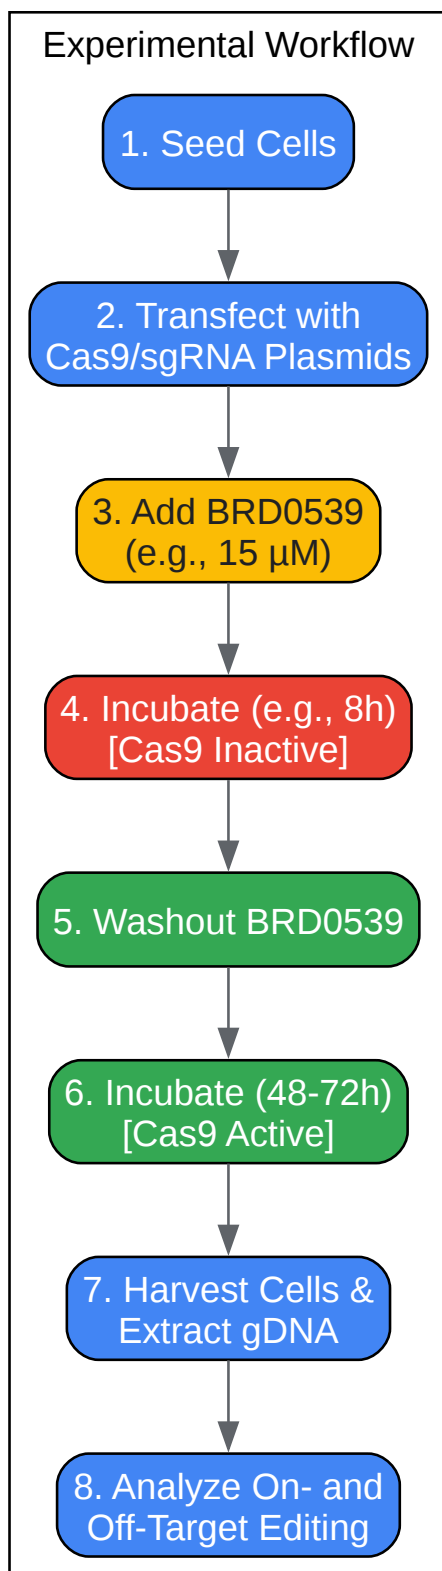 Experimental Workflow
1. Seed Cells
2. Transfect with
Cas9/sgRNA Plasmids
3. Add BRD0539
(e.g., 15 µM)
4. Incubate (e.g., 8h)
[Cas9 Inactive]
5. Washout BRD0539
6. Incubate (48-72h)
[Cas9 Active]
7. Harvest Cells &
Extract gDNA
8. Analyze On- and
Off-Target Editing